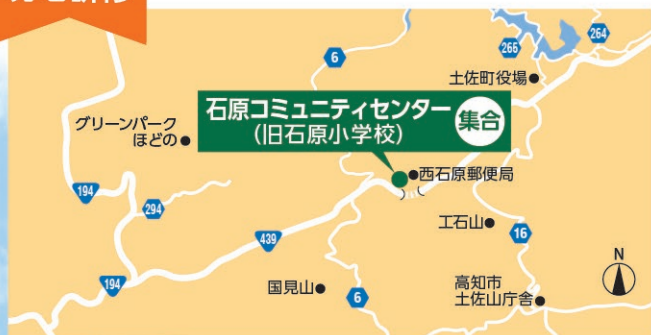 6
266
264
土佐町役場
石原コミュニティセンター
(旧石原小学校)
集合
グリーンパーク
ほどの
西石原郵便局
194
294
工石山
16
439
N
194
国見山
6
高知市
土佐山庁舎